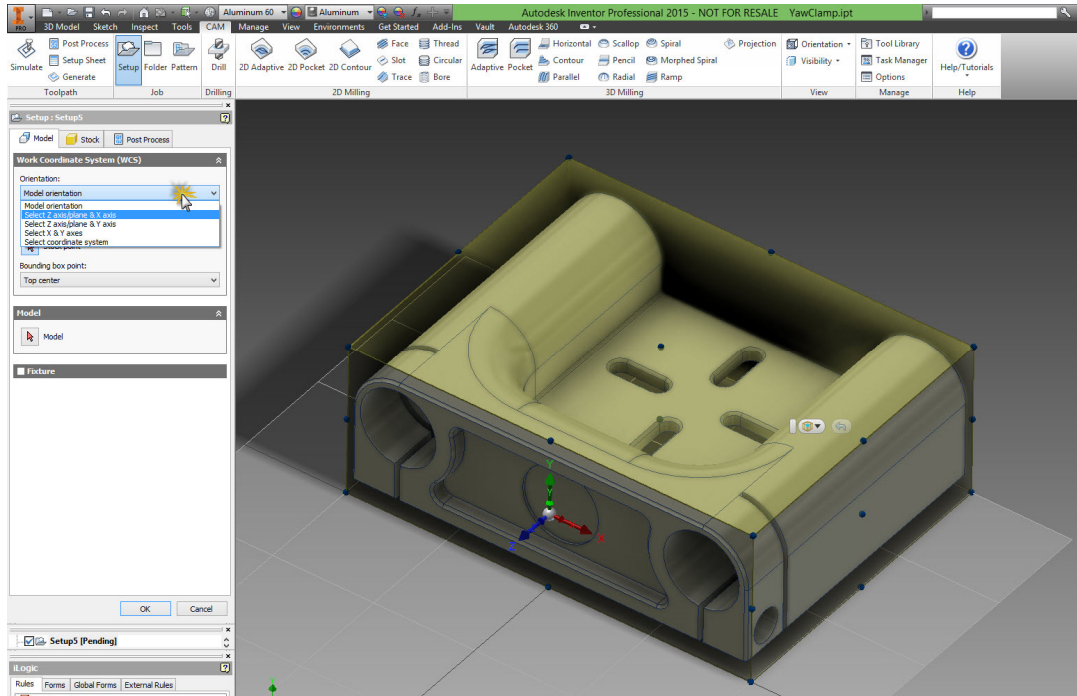 Aluminum 60
Aluminum
Autodesk Inventor Professional 2015 - NOT FOR RESALE YawClamp.ipt
PRO
3D Model Sketch Inspect Tools CAM Manage View Environments Get Started Add-Ins Vault Autodesk 360
Simulate
Post Process
Setup Sheet
Generate
Toolpath
Setup Folder Pattern
Job
Drill
Drilling
2D Adaptive 2D Pocket 2D Contour
Face Thread
Slot Circular
Trace Bore
2D Milling
Adaptive Pocket
Horizontal Scallop Spiral Projection
Contour Pencil Morphed Spiral
Parallel Radial Ramp
3D Milling
Orientation
Visibility
View
Tool Library
Task Manager
Options
Manage
Help/Tutorials
Help
Setup : Setup5
Model Stock Post Process
Work Coordinate System (WCS)
Orientation:
Model orientation
Model orientation
Select Z axis/plane & X axis
Select Z axis/plane & Y axis
Select X & Y axes
Select coordinate system
Bounding box point:
Top center
Model
Model
Fixture
OK Cancel
Setup5 [Pending]
iLogic
Rules Forms Global Forms External Rules
Y
Y
X
Z